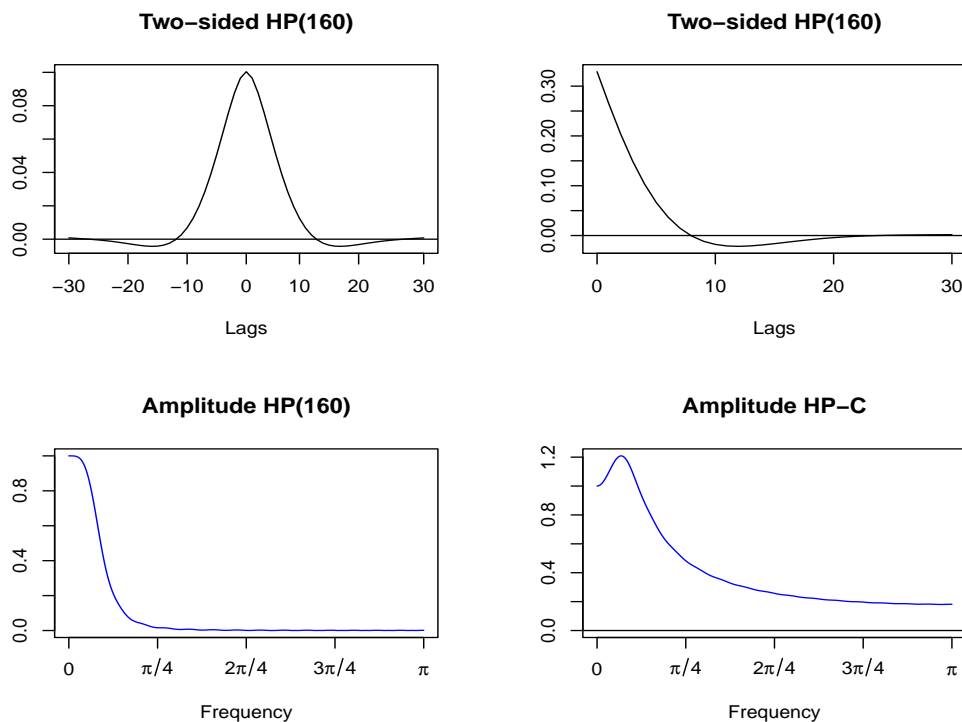 Two−sided HP(160)
0.00 0.04 0.08
−30 −20 −10 0 10 20 30
Lags
Two−sided HP(160)
0.00 0.10 0.20 0.30
0 10 20 30
Lags
Amplitude HP(160)
0.0 0.4 0.8
0 π/4 2π/4 3π/4 π
Frequency
Amplitude HP−C
0.0 0.4 0.8 1.2
0 π/4 2π/4 3π/4 π
Frequency